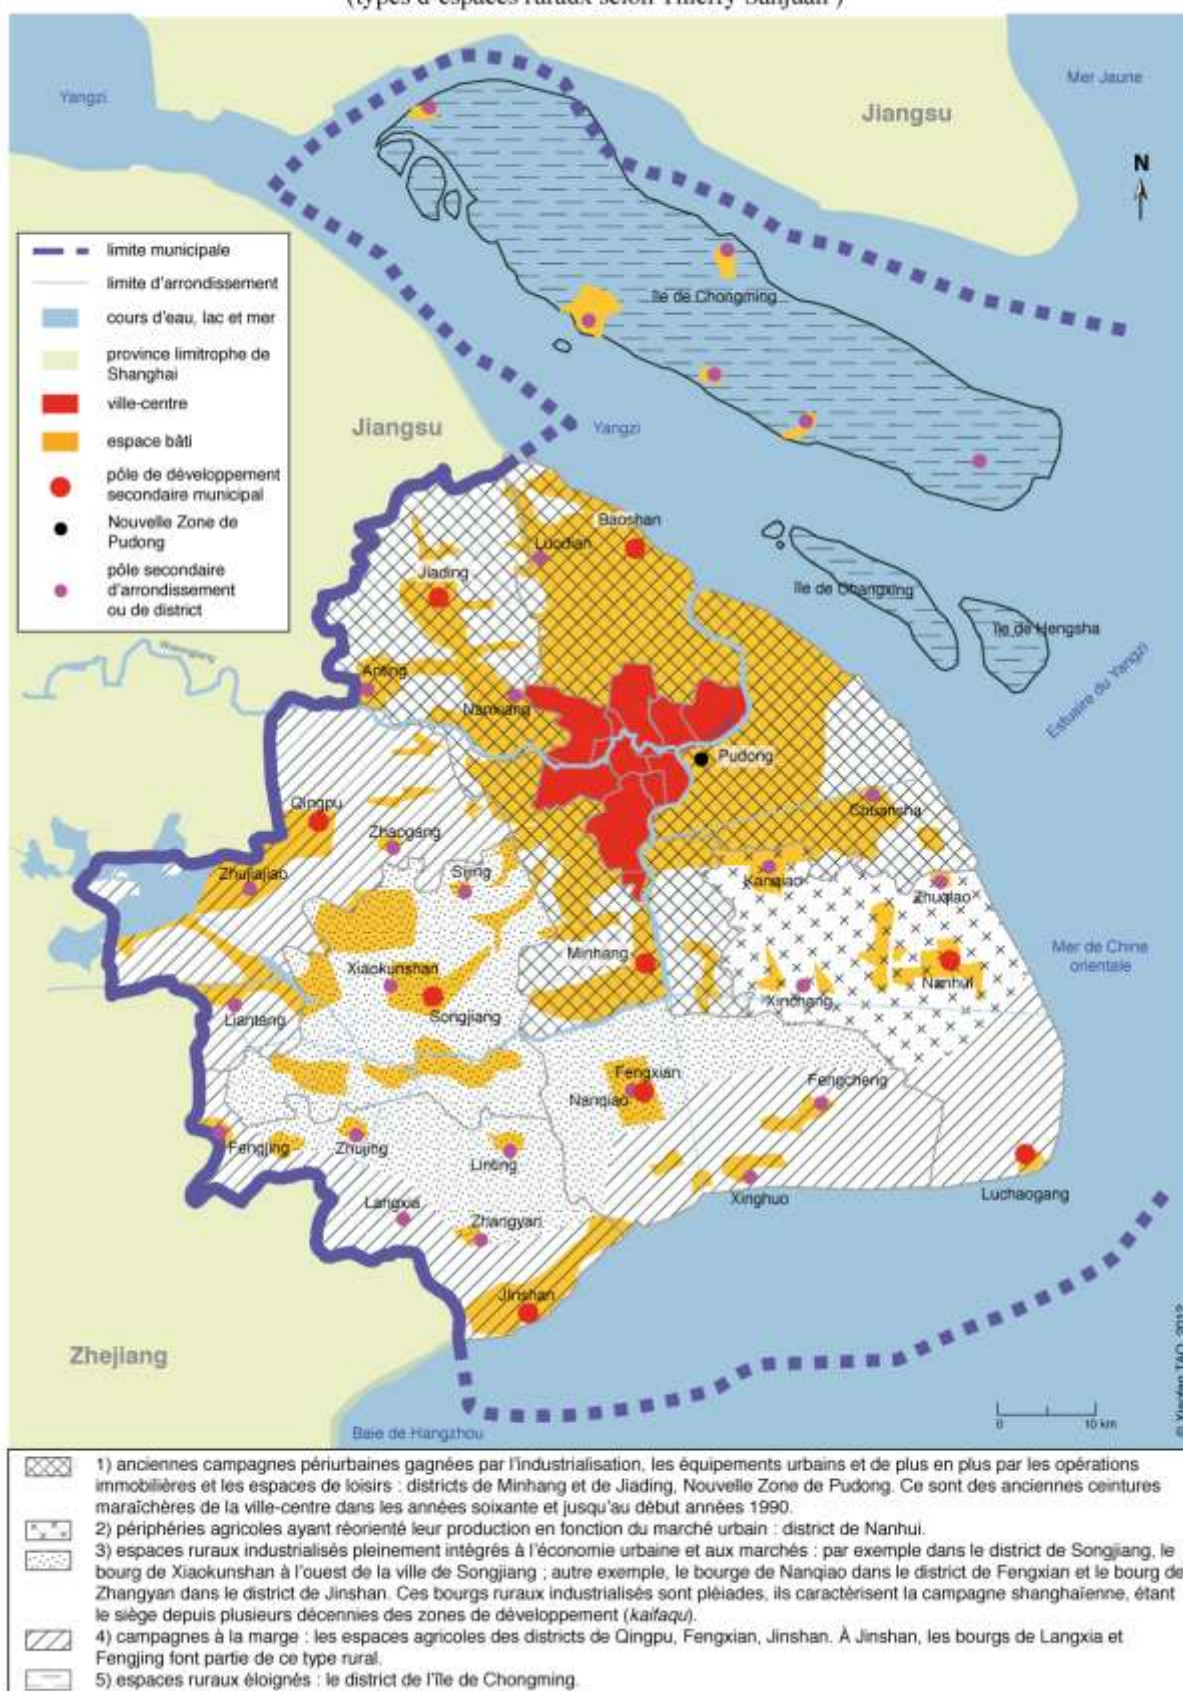 (types d'espaces ruraux selon Thierry Sanjuan )
Yangzi
Mer Jaune
Jiangsu
N
limite municipale
limite d'arrondissement
cours d'eau, lac et mer
province limitrophe de
Shanghai
ville-centre
espace bâti
pôle de développement
secondaire municipal
Nouvelle Zone de
Pudong
pôle secondaire
d'arrondissement
ou de district
île de Chongming
Jiangsu
Yangzi
Baoshan
Luodian
Jiading
île de Changxing
île de Hengsha
Estuaire du Yangzi
Anting
Nanxiang
Pudong
Qingpu
Chuansha
Zhaogang
Zhujiajiao
Sijing
Kanqiao
Zhuqiao
Minhang
Mer de Chine
orientale
Xiaokunshan
Nanhui
Xinchang
Liantang
Songjiang
Fengxian
Fengcheng
Nanqiao
Fengjing
Zhujing
Linting
Xinghuo
Luchaogang
Langxia
Zhangyan
Jinshan
Zhejiang
0 10 km
Baie de Hangzhou
© Xiaofan TAO, 2012
1) anciennes campagnes périurbaines gagnées par l'industrialisation, les équipements urbains et de plus en plus par les opérations
immobilières et les espaces de loisirs : districts de Minhang et de Jiading, Nouvelle Zone de Pudong. Ce sont des anciennes ceintures
maraîchères de la ville-centre dans les années soixante et jusqu'au début années 1990.
2) périphéries agricoles ayant réorienté leur production en fonction du marché urbain : district de Nanhui.
3) espaces ruraux industrialisés pleinement intégrés à l'économie urbaine et aux marchés : par exemple dans le district de Songjiang, le
bourg de Xiaokunshan à l'ouest de la ville de Songjiang ; autre exemple, le bourge de Nanqiao dans le district de Fengxian et le bourg de
Zhangyan dans le district de Jinshan. Ces bourgs ruraux industrialisés sont pléiades, ils caractérisent la campagne shanghaïenne, étant
le siège depuis plusieurs décennies des zones de développement (kaifaqu).
4) campagnes à la marge : les espaces agricoles des districts de Qingpu, Fengxian, Jinshan. À Jinshan, les bourgs de Langxia et
Fengjing font partie de ce type rural.
5) espaces ruraux éloignés : le district de l'île de Chongming.